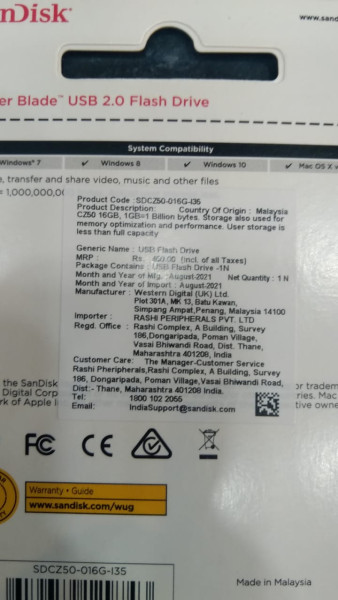 nDisk
www.sand
er Blade™ USB 2.0 Flash Drive
System Compatibility
Windows® 7 ✓ Windows 8 ✓ Windows 10 ✓ Mac OS X v
e, transfer and share video, music and other files
= 1,000,000,0
Product Code : SDCZ50-016G-I35
Product Description: Country Of Origin : Malaysia
CZ50 16GB, 1GB=1 Billion bytes. Storage also used for
memory optimization and performance. User storage is
less than full capacity
Generic Name : USB Flash Drive
MRP : Rs. (incl. of all Taxes)
Package Contains : USB Flash Drive -1N
Month and Year of Mfg : August-2021 Net Quantity : 1 N
Month and Year of Import : August-2021
Manufacturer : Western Digital (UK) Ltd.
Plot 301A, MK 13, Batu Kawan,
Simpang Ampat,Penang, Malaysia 14100
Importer : RASHI PERIPHERALS PVT. LTD
Regd. Office : Rashi Complex, A Building, Survey
186,Dongaripada, Poman Village,
Vasai Bhiwandi Road, Dist. Thane,
Maharashtra 401208, India
Customer Care: The Manager-Customer Service
Rashi Pheripherals,Rashi Complex, A Building, Survey
186, Dongaripada, Poman Village,Vasai Bhiwandi Road,
Dist:- Thane, Maharashtra 401208, India
Tel: 1800 102 2055
Email: IndiaSupport@sandisk.com
the SanDisk
or tradem
Digital Corp
ries. Mac
rk of Apple I
tive owne
FC CE
Warranty • Guide
www.sandisk.com/wug
SDCZ50-016G-I35
Made in Malaysia